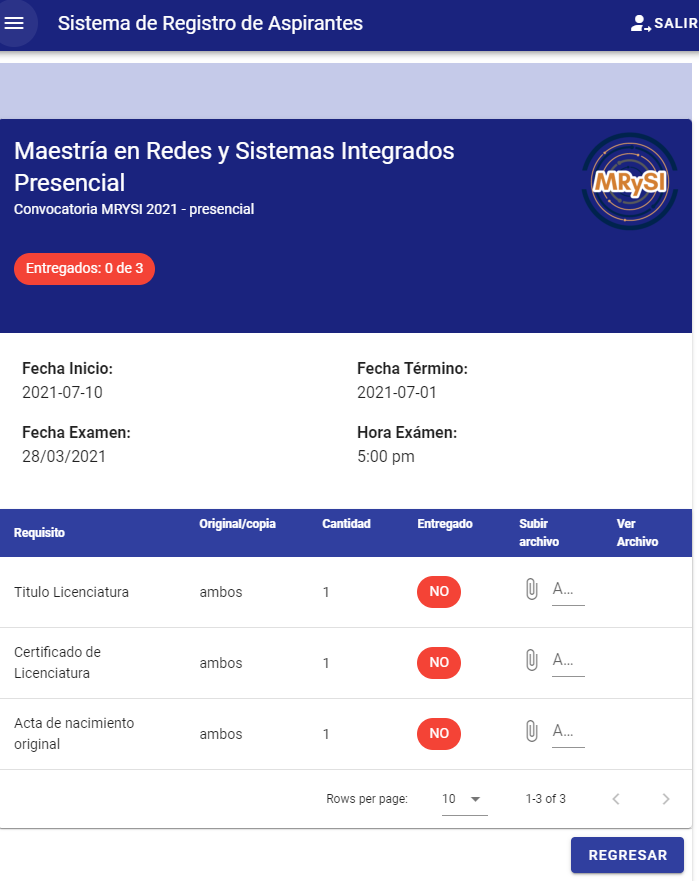 Sistema de Registro de Aspirantes
SALIR
Maestría en Redes y Sistemas Integrados
Presencial
Convocatoria MRYSI 2021 - presencial
MRySI
Entregados: 0 de 3
Fecha Inicio:
2021-07-10
Fecha Término:
2021-07-01
Fecha Examen:
28/03/2021
Hora Exámen:
5:00 pm
Requisito
Original/copia
Cantidad
Entregado
Subir
archivo
Ver
Archivo
Titulo Licenciatura
ambos
1
NO
A...
Certificado de
Licenciatura
ambos
1
NO
A...
Acta de nacimiento
original
ambos
1
NO
A...
Rows per page:
10
1-3 of 3
REGRESAR